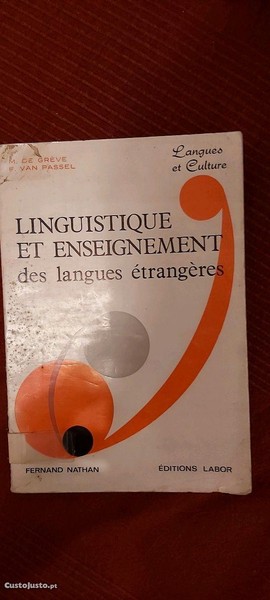 M. DE GREVE
F. VAN PASSEL
Langues
et Culture
LINGUISTIQUE
ET ENSEIGNEMENT
des langues étrangères
FERNAND NATHAN
ÉDITIONS LABOR
CustoJusto.pt